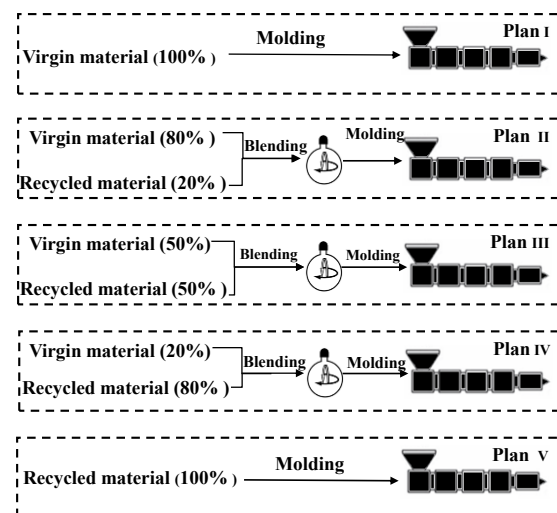 Plan I
Molding
Virgin material (100% )
Plan II
Virgin material (80% )
Blending
Molding
Recycled material (20% )
Plan III
Virgin material (50%)
Blending
Molding
Recycled material (50% )
Plan IV
Virgin material (20%)
Blending
Molding
Recycled material (80% )
Plan V
Molding
Recycled material (100% )